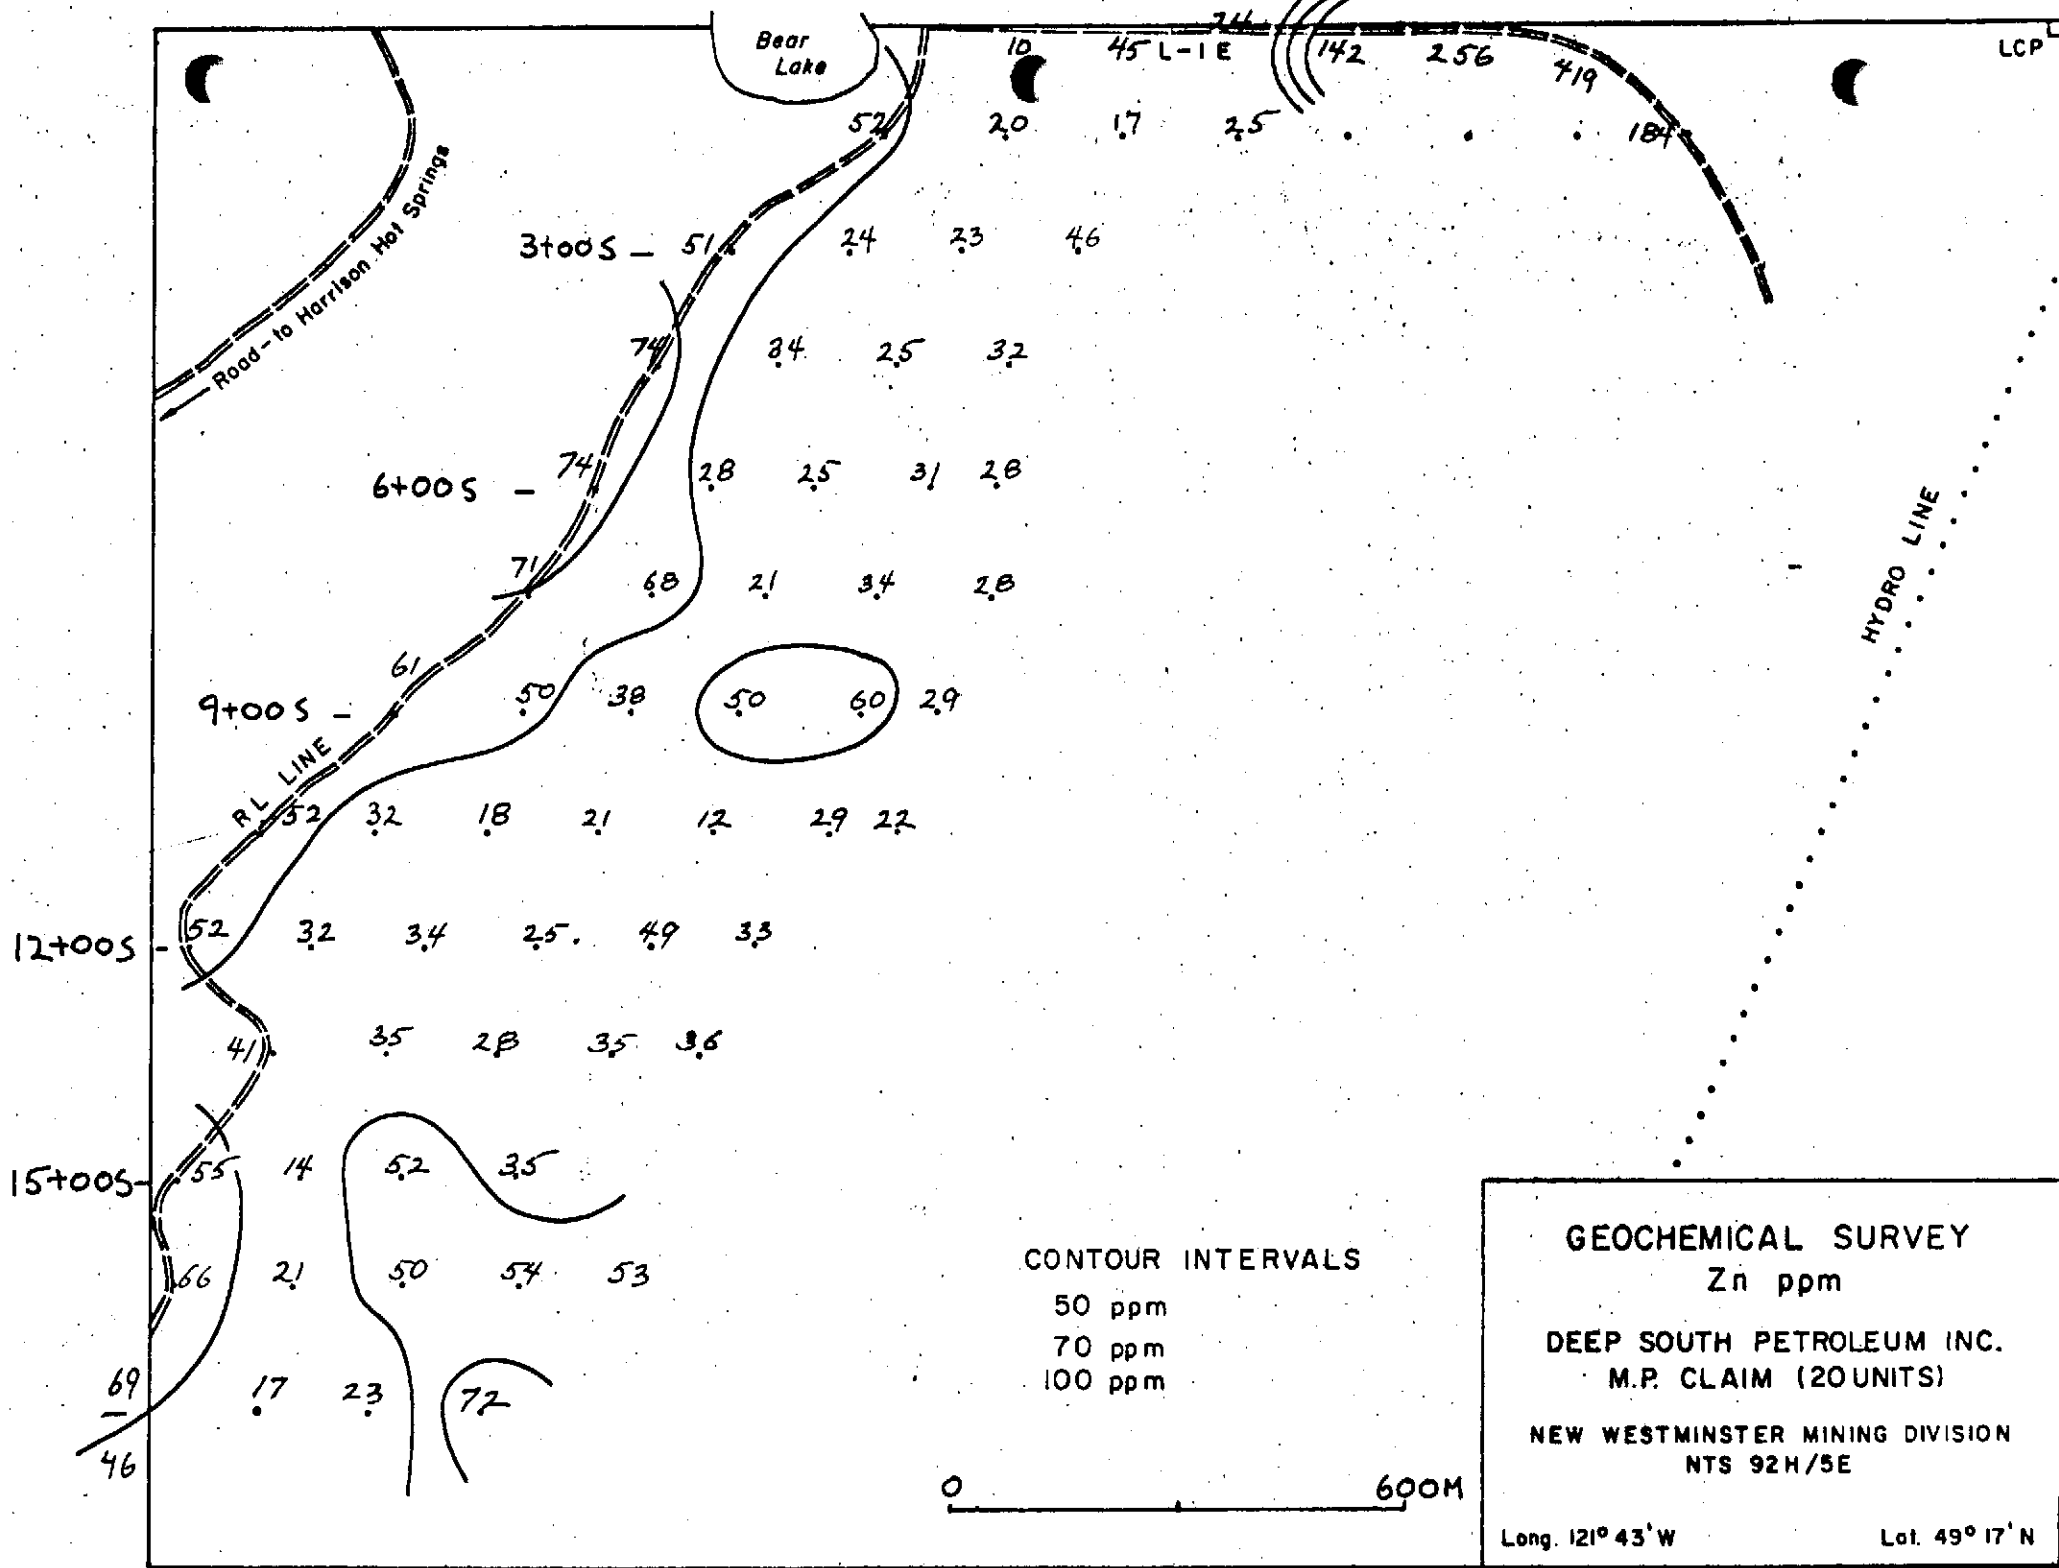 Bear
Lake
24
10 45 L-1E 142 256 419
LCP
52 20 17 25 184
Road - to Harrison Hot Springs
3+00S 51 24 23 46
74 34 25 32
6+00S 74 28 25 31 28
HYDRO LINE
71 68 21 34 28
61
9+00S 50 38 50 60 29
RL LINE
52 32 18 21 12 29 22
12+00S 52 32 34 25 49 33
41 35 28 35 36
15+00S 55 14 52 35
66 21 50 54 53
69 17 23 72
46
CONTOUR INTERVALS
50 ppm
70 ppm
100 ppm
0 600M
GEOCHEMICAL SURVEY
Zn ppm
DEEP SOUTH PETROLEUM INC.
M.P. CLAIM (20 UNITS)
NEW WESTMINSTER MINING DIVISION
NTS 92H/5E
Long. 121° 43' W Lat. 49° 17' N